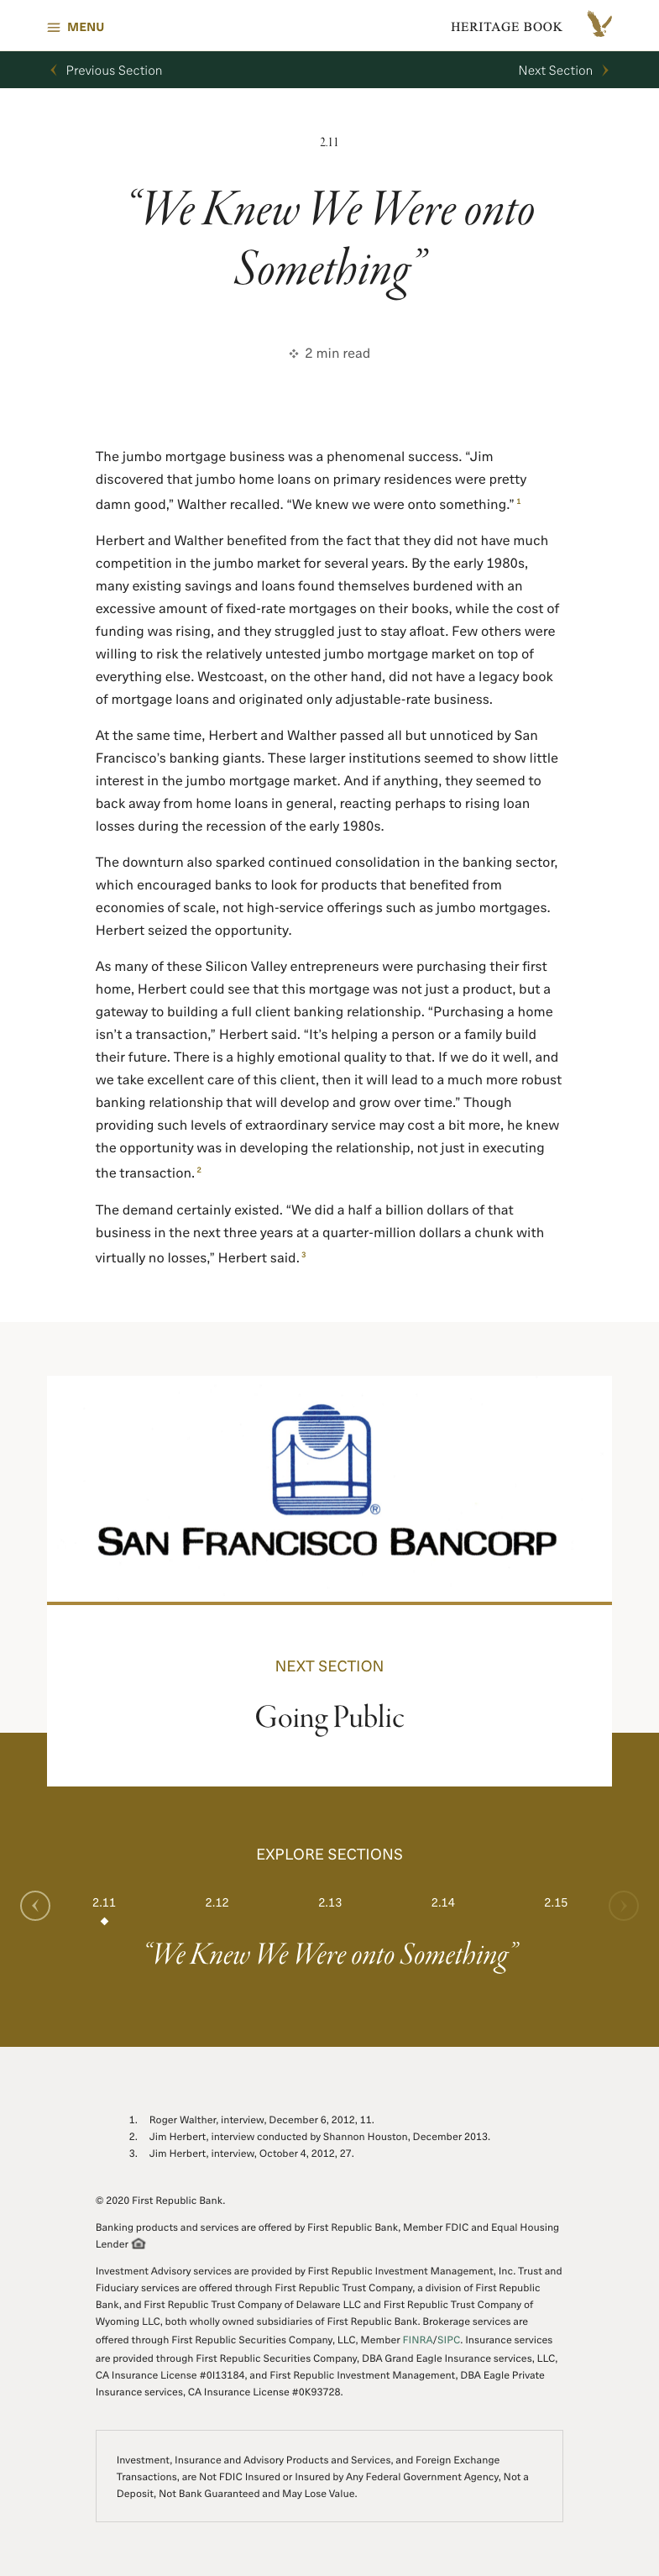 MENU
HERITAGE BOOK
Previous Section
Next Section
2.11
“We Knew We Were onto
Something”
2 min read
The jumbo mortgage business was a phenomenal success. “Jim
discovered that jumbo home loans on primary residences were pretty
damn good,” Walther recalled. “We knew we were onto something.” 1
Herbert and Walther benefited from the fact that they did not have much
competition in the jumbo market for several years. By the early 1980s,
many existing savings and loans found themselves burdened with an
excessive amount of fixed-rate mortgages on their books, while the cost of
funding was rising, and they struggled just to stay afloat. Few others were
willing to risk the relatively untested jumbo mortgage market on top of
everything else. Westcoast, on the other hand, did not have a legacy book
of mortgage loans and originated only adjustable-rate business.
At the same time, Herbert and Walther passed all but unnoticed by San
Francisco’s banking giants. These larger institutions seemed to show little
interest in the jumbo mortgage market. And if anything, they seemed to
back away from home loans in general, reacting perhaps to rising loan
losses during the recession of the early 1980s.
The downturn also sparked continued consolidation in the banking sector,
which encouraged banks to look for products that benefited from
economies of scale, not high-service offerings such as jumbo mortgages.
Herbert seized the opportunity.
As many of these Silicon Valley entrepreneurs were purchasing their first
home, Herbert could see that this mortgage was not just a product, but a
gateway to building a full client banking relationship. “Purchasing a home
isn’t a transaction,” Herbert said. “It’s helping a person or a family build
their future. There is a highly emotional quality to that. If we do it well, and
we take excellent care of this client, then it will lead to a much more robust
banking relationship that will develop and grow over time.” Though
providing such levels of extraordinary service may cost a bit more, he knew
the opportunity was in developing the relationship, not just in executing
the transaction. 2
The demand certainly existed. “We did a half a billion dollars of that
business in the next three years at a quarter-million dollars a chunk with
virtually no losses,” Herbert said. 3
®
SAN FRANCISCO BANCORP
NEXT SECTION
Going Public
EXPLORE SECTIONS
2.11 2.12 2.13 2.14 2.15
“We Knew We Were onto Something”
1. Roger Walther, interview, December 6, 2012, 11.
2. Jim Herbert, interview conducted by Shannon Houston, December 2013.
3. Jim Herbert, interview, October 4, 2012, 27.
© 2020 First Republic Bank.
Banking products and services are offered by First Republic Bank, Member FDIC and Equal Housing
Lender
Investment Advisory services are provided by First Republic Investment Management, Inc. Trust and
Fiduciary services are offered through First Republic Trust Company, a division of First Republic
Bank, and First Republic Trust Company of Delaware LLC and First Republic Trust Company of
Wyoming LLC, both wholly owned subsidiaries of First Republic Bank. Brokerage services are
offered through First Republic Securities Company, LLC, Member FINRA/SIPC. Insurance services
are provided through First Republic Securities Company, DBA Grand Eagle Insurance services, LLC,
CA Insurance License #0I13184, and First Republic Investment Management, DBA Eagle Private
Insurance services, CA Insurance License #0K93728.
Investment, Insurance and Advisory Products and Services, and Foreign Exchange
Transactions, are Not FDIC Insured or Insured by Any Federal Government Agency, Not a
Deposit, Not Bank Guaranteed and May Lose Value.